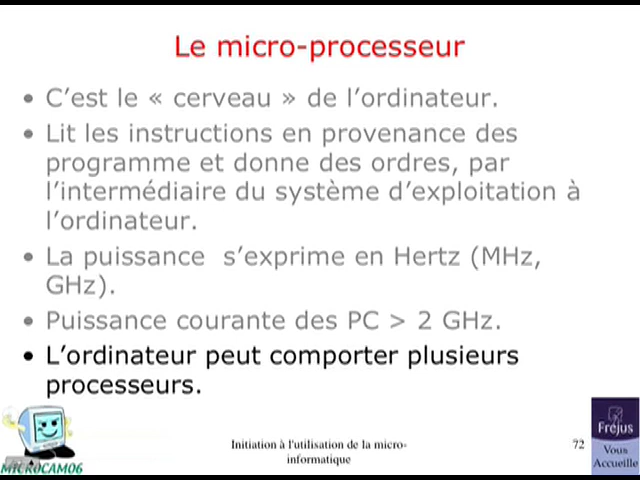 Le micro-processeur
• C’est le « cerveau » de l’ordinateur.
• Lit les instructions en provenance des
programme et donne des ordres, par
l’intermédiaire du système d’exploitation à
l’ordinateur.
• La puissance s’exprime en Hertz (MHz,
GHz).
• Puissance courante des PC > 2 GHz.
• L’ordinateur peut comporter plusieurs
processeurs.
MICROCAM06
Initiation à l'utilisation de la micro-
informatique
72
Fréjus
Vous
Accueille